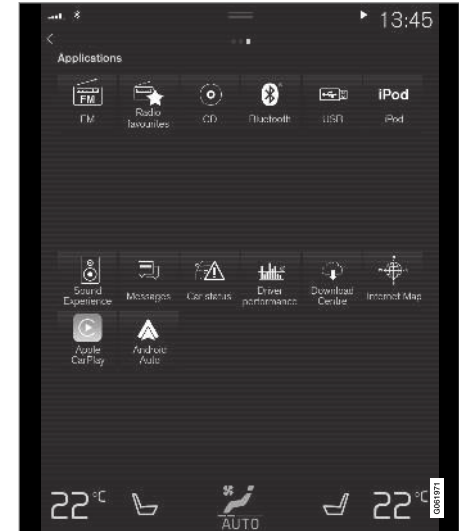 13:45
Applications
FM
iPod
FM
Radio
favourites
CD
Bluetooth
USB
iPod
Sound
Experience
Messages
Car status
Driver
performance
Download
Centre
Internet Map
Apple
CarPlay
Android
Auto
22°C
AUTO
22°C
G061971